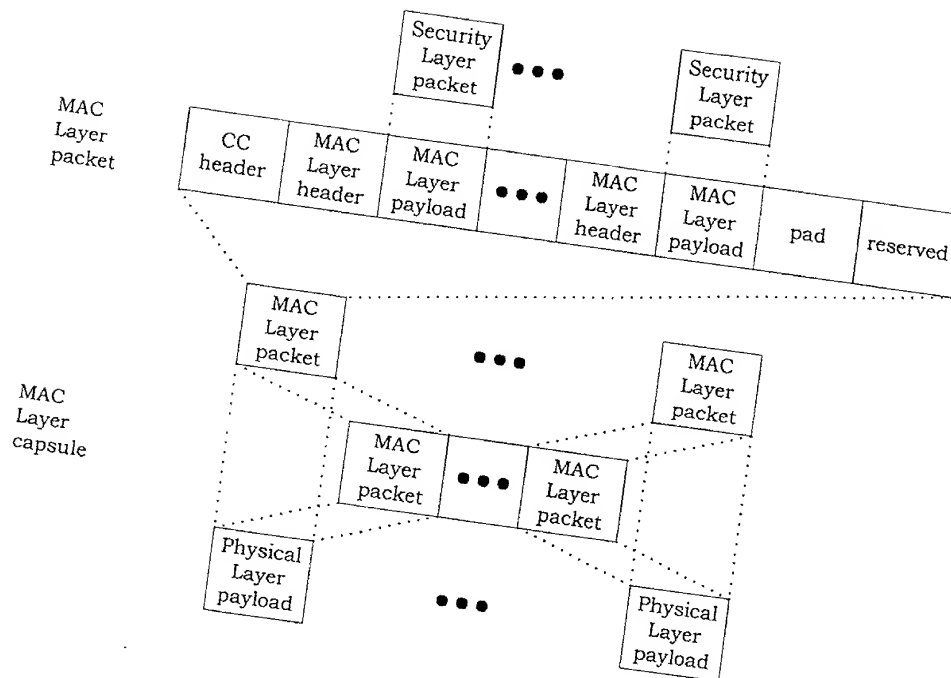 Security
Layer
packet
Security
Layer
packet
MAC
Layer
packet
CC
header
MAC
Layer
header
MAC
Layer
payload
MAC
Layer
header
MAC
Layer
payload
pad
reserved
MAC
Layer
packet
MAC
Layer
packet
MAC
Layer
capsule
MAC
Layer
packet
MAC
Layer
packet
Physical
Layer
payload
Physical
Layer
payload